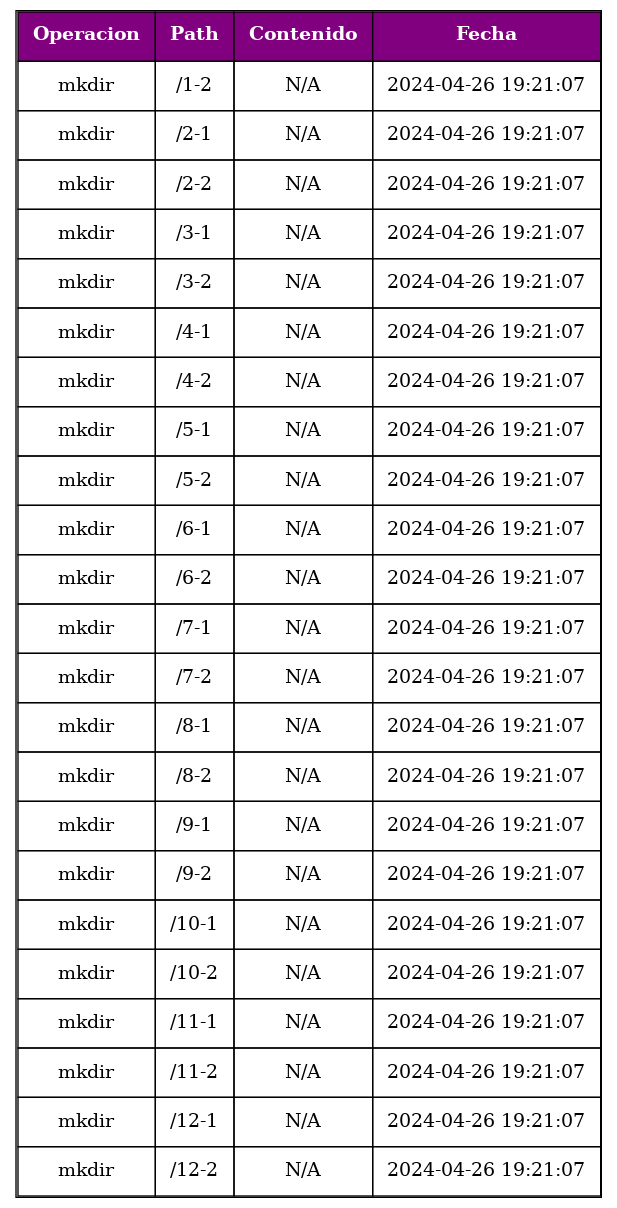 Operacion Path Contenido Fecha
mkdir /1-2 N/A 2024-04-26 19:21:07
mkdir /2-1 N/A 2024-04-26 19:21:07
mkdir /2-2 N/A 2024-04-26 19:21:07
mkdir /3-1 N/A 2024-04-26 19:21:07
mkdir /3-2 N/A 2024-04-26 19:21:07
mkdir /4-1 N/A 2024-04-26 19:21:07
mkdir /4-2 N/A 2024-04-26 19:21:07
mkdir /5-1 N/A 2024-04-26 19:21:07
mkdir /5-2 N/A 2024-04-26 19:21:07
mkdir /6-1 N/A 2024-04-26 19:21:07
mkdir /6-2 N/A 2024-04-26 19:21:07
mkdir /7-1 N/A 2024-04-26 19:21:07
mkdir /7-2 N/A 2024-04-26 19:21:07
mkdir /8-1 N/A 2024-04-26 19:21:07
mkdir /8-2 N/A 2024-04-26 19:21:07
mkdir /9-1 N/A 2024-04-26 19:21:07
mkdir /9-2 N/A 2024-04-26 19:21:07
mkdir /10-1 N/A 2024-04-26 19:21:07
mkdir /10-2 N/A 2024-04-26 19:21:07
mkdir /11-1 N/A 2024-04-26 19:21:07
mkdir /11-2 N/A 2024-04-26 19:21:07
mkdir /12-1 N/A 2024-04-26 19:21:07
mkdir /12-2 N/A 2024-04-26 19:21:07